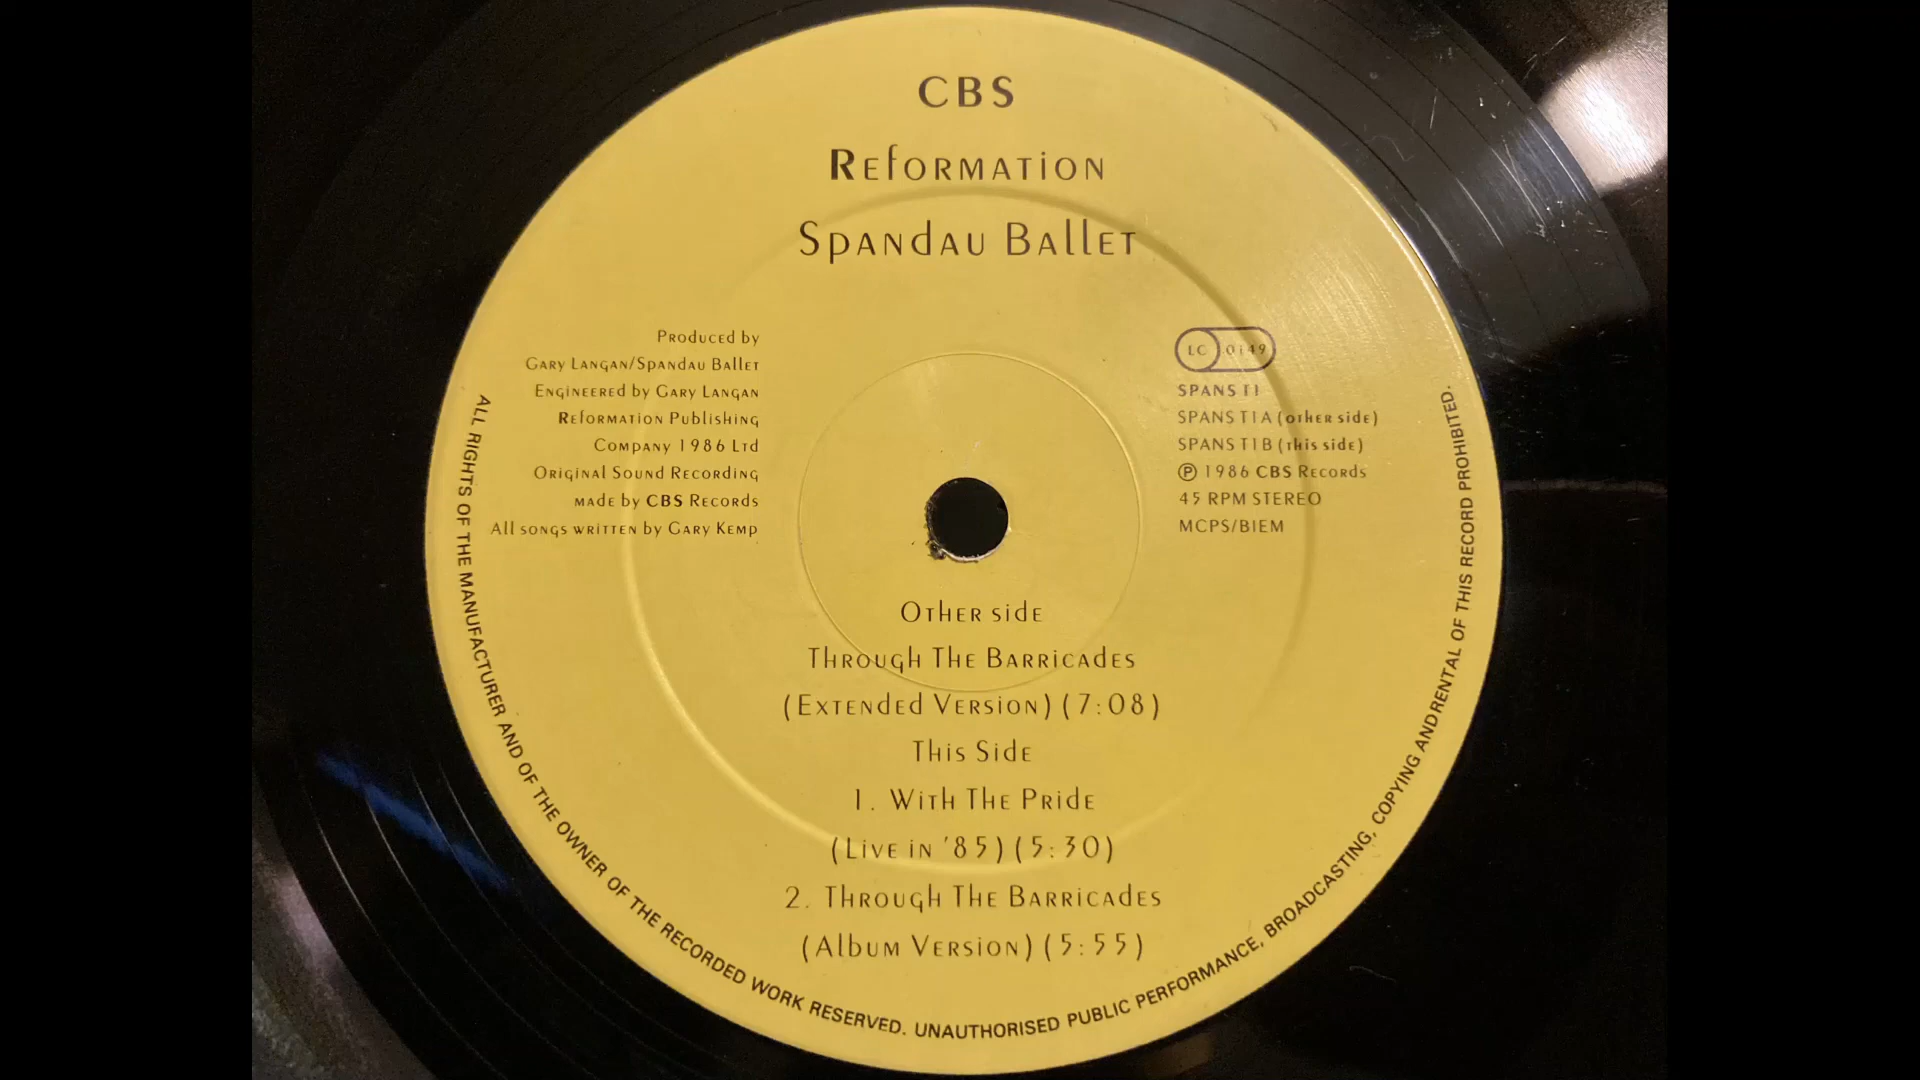 CBS
Reformation
Spandau Ballet
Produced by
Gary Langan/Spandau Ballet
Engineered by Gary Langan
Reformation Publishing
Company 1986 Ltd
Original Sound Recording
made by CBS Records
All songs written by Gary Kemp
LC 0149
SPANS T1
SPANS T1A (other side)
SPANS T1B (this side)
℗ 1986 CBS Records
45 RPM STEREO
MCPS/BIEM
Other side
Through The Barricades
(Extended Version) (7:08)
This Side
1. With The Pride
(Live in '85) (5:30)
2. Through The Barricades
(Album Version) (5:55)
ALL RIGHTS OF THE MANUFACTURER AND OF THE OWNER OF THE RECORDED WORK RESERVED. UNAUTHORISED PUBLIC PERFORMANCE, BROADCASTING, COPYING ANDRENTAL OF THIS RECORD PROHIBITED.